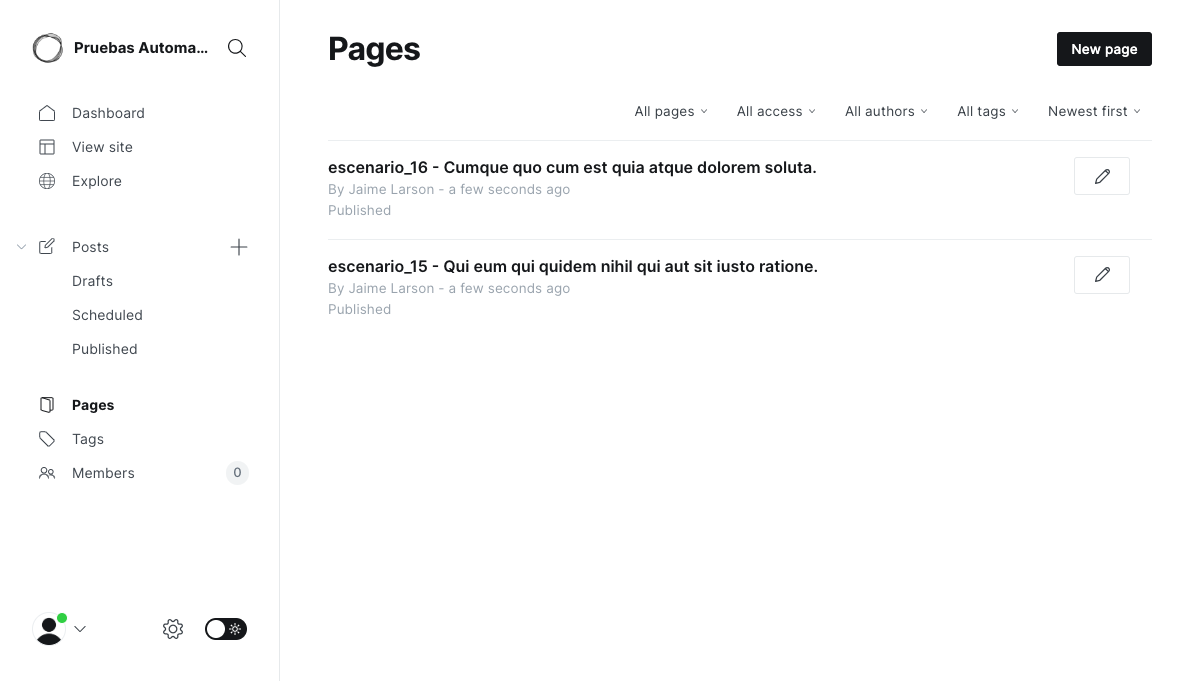 Pruebas Automa...
Dashboard
View site
Explore
Posts
Drafts
Scheduled
Published
Pages
Tags
Members
0
Pages
New page
All pages
All access
All authors
All tags
Newest first
escenario_16 - Cumque quo cum est quia atque dolorem soluta.
By Jaime Larson - a few seconds ago
Published
escenario_15 - Qui eum qui quidem nihil qui aut sit iusto ratione.
By Jaime Larson - a few seconds ago
Published